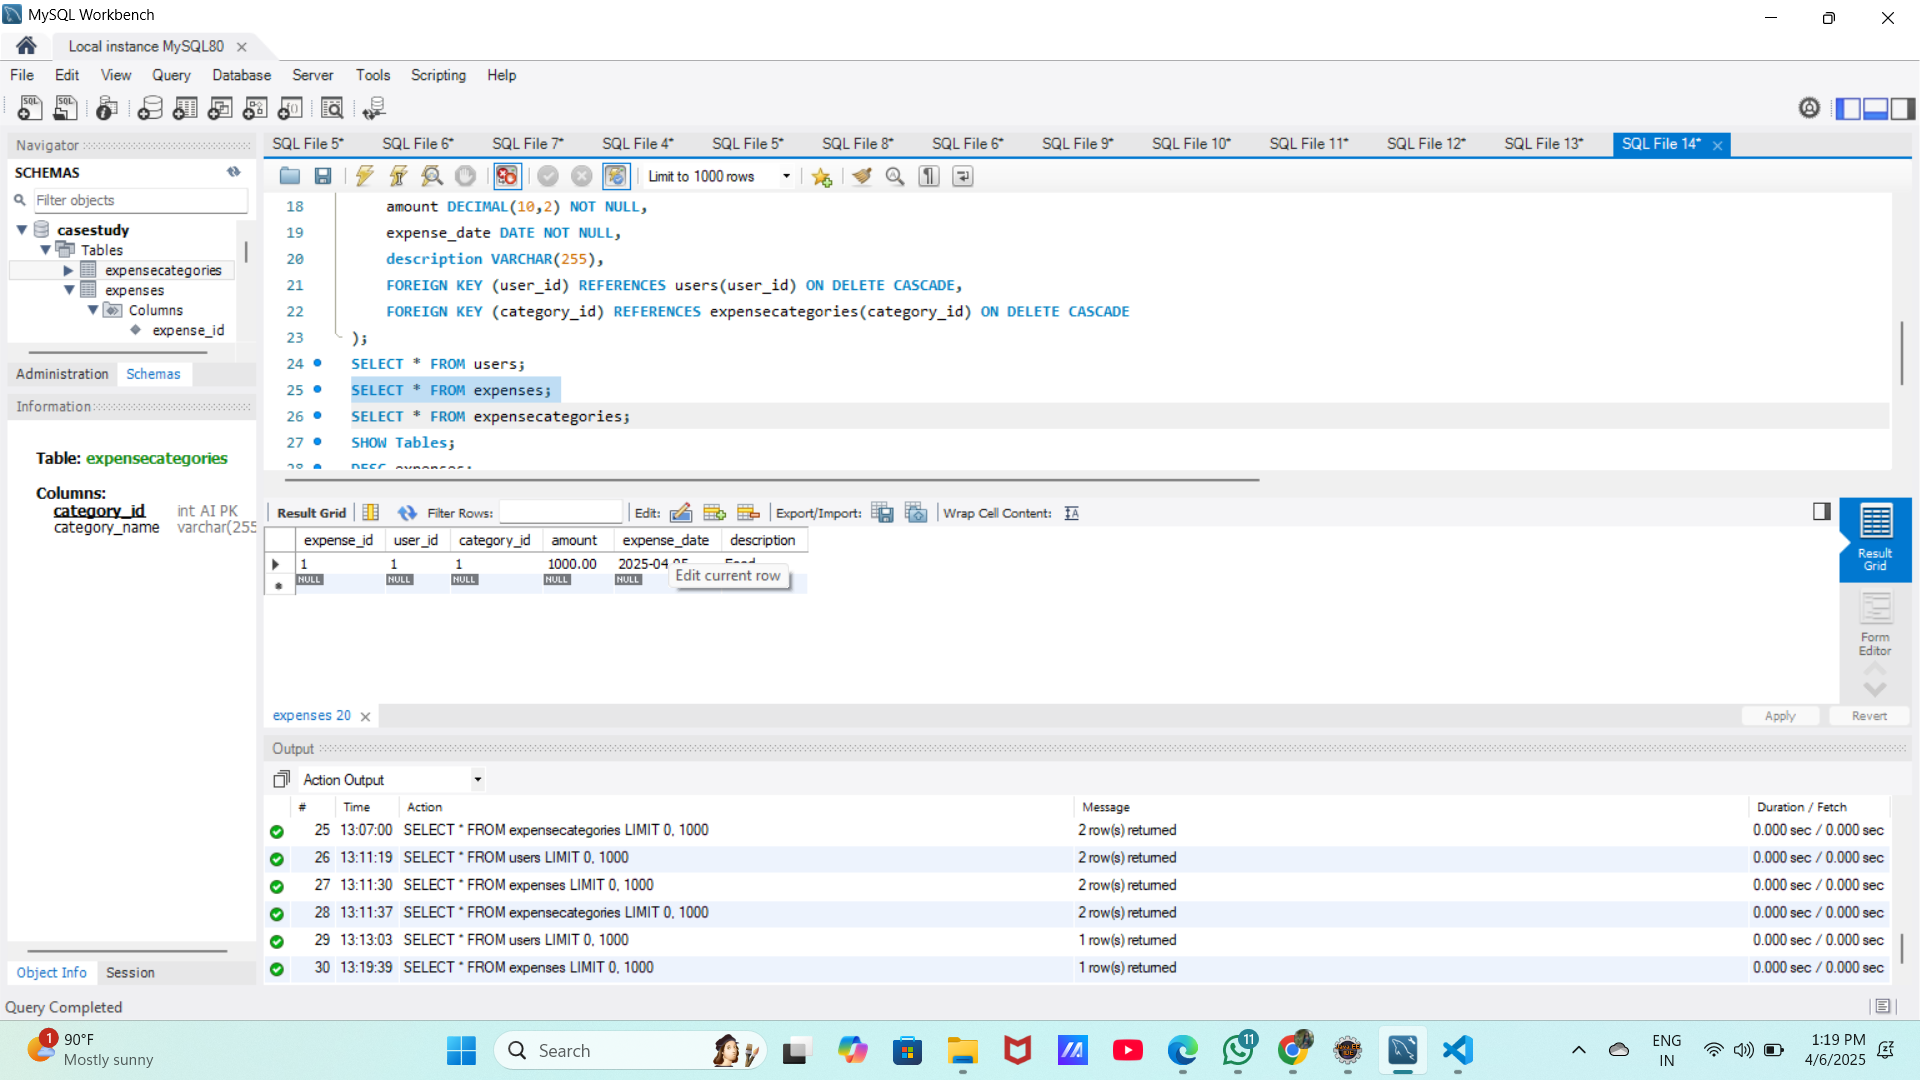 MySQL Workbench
Local instance MySQL80
File Edit View Query Database Server Tools Scripting Help
Navigator
SCHEMAS
Filter objects
casestudy
Tables
expensecategories
expenses
Columns
expense_id
Administration Schemas
Information
Table: expensecategories
Columns:
category_id int AI PK
category_name varchar(255
Object Info Session
SQL File 5* SQL File 6* SQL File 7* SQL File 4* SQL File 5* SQL File 8* SQL File 6* SQL File 9* SQL File 10* SQL File 11* SQL File 12* SQL File 13* SQL File 14*
Limit to 1000 rows
18 amount DECIMAL(10,2) NOT NULL,
19 expense_date DATE NOT NULL,
20 description VARCHAR(255),
21 FOREIGN KEY (user_id) REFERENCES users(user_id) ON DELETE CASCADE,
22 FOREIGN KEY (category_id) REFERENCES expensecategories(category_id) ON DELETE CASCADE
23 );
24 SELECT * FROM users;
25 SELECT * FROM expenses;
26 SELECT * FROM expensecategories;
27 SHOW Tables;
28 DESC expenses;
Result Grid Filter Rows: Edit: Export/Import: Wrap Cell Content:
expense_id user_id category_id amount expense_date description
1 1 1 1000.00 2025-04-05 Food
NULL NULL NULL NULL NULL
Edit current row
Result
Grid
Form
Editor
expenses 20
Apply Revert
Output
Action Output
# Time Action Message Duration / Fetch
25 13:07:00 SELECT * FROM expensecategories LIMIT 0, 1000 2 row(s) returned 0.000 sec / 0.000 sec
26 13:11:19 SELECT * FROM users LIMIT 0, 1000 2 row(s) returned 0.000 sec / 0.000 sec
27 13:11:30 SELECT * FROM expenses LIMIT 0, 1000 2 row(s) returned 0.000 sec / 0.000 sec
28 13:11:37 SELECT * FROM expensecategories LIMIT 0, 1000 2 row(s) returned 0.000 sec / 0.000 sec
29 13:13:03 SELECT * FROM users LIMIT 0, 1000 1 row(s) returned 0.000 sec / 0.000 sec
30 13:19:39 SELECT * FROM expenses LIMIT 0, 1000 1 row(s) returned 0.000 sec / 0.000 sec
Query Completed
1
90°F
Mostly sunny
Search
11
ENG
IN
1:19 PM
4/6/2025